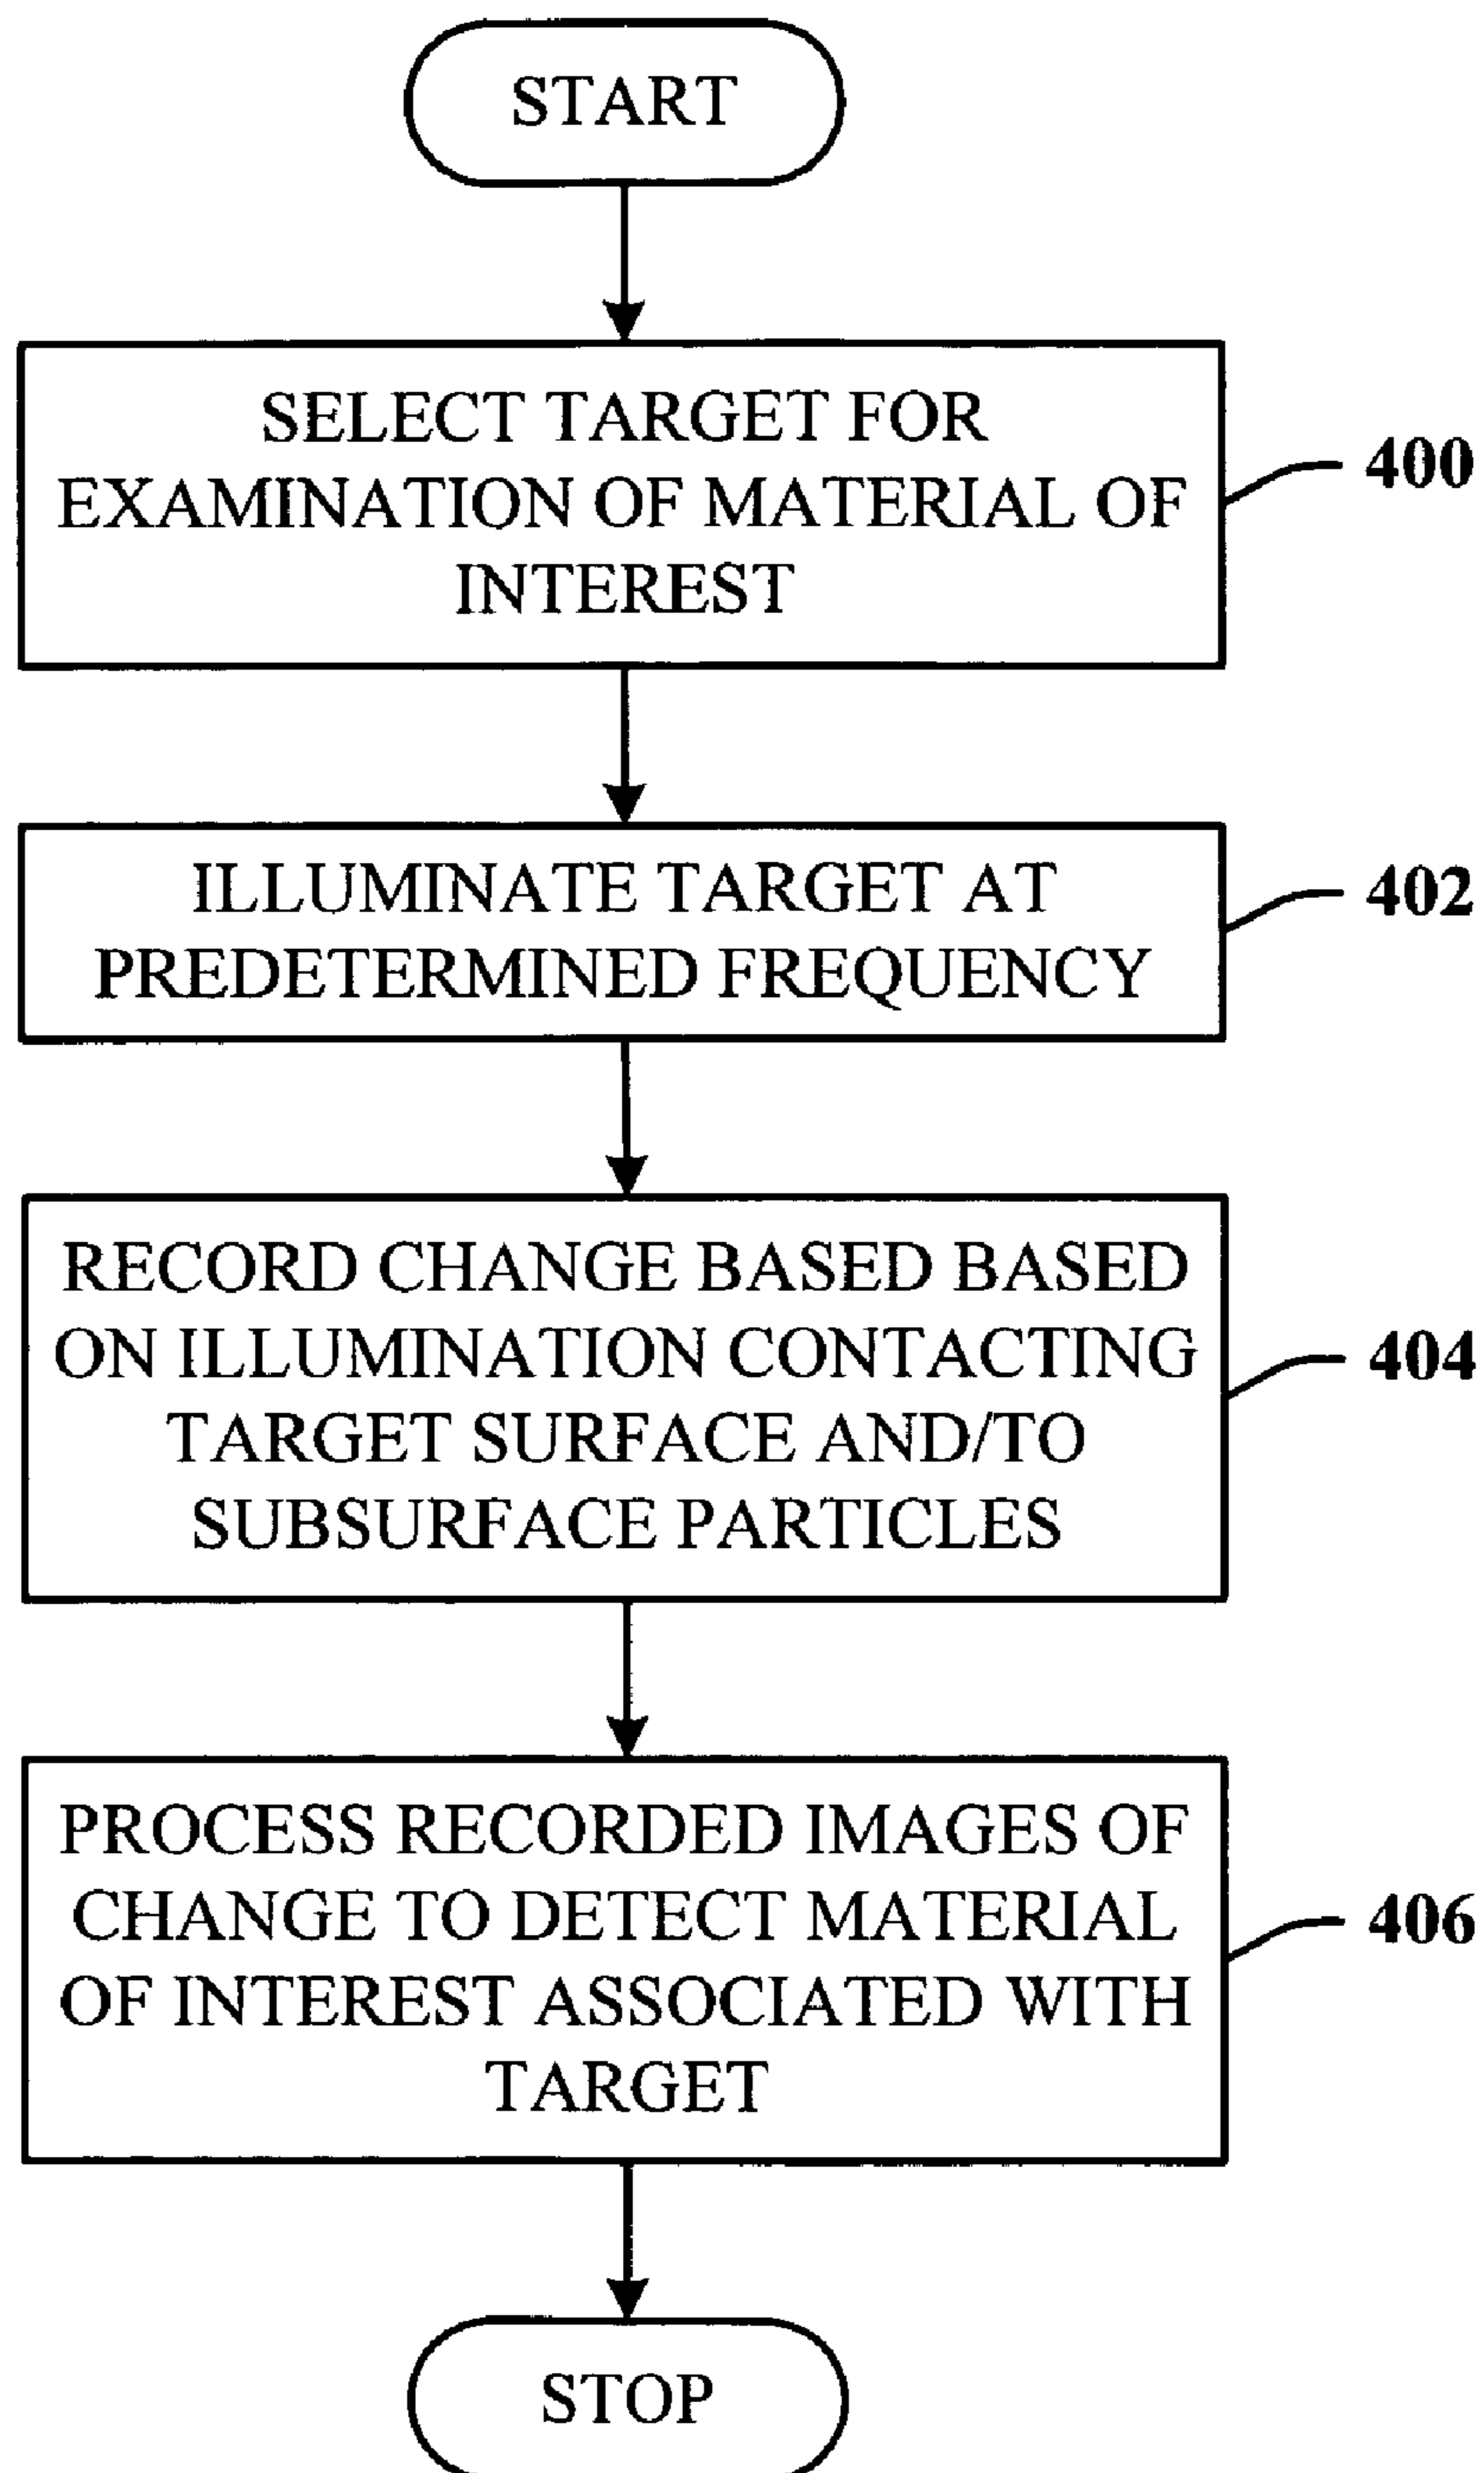 START
SELECT TARGET FOR
EXAMINATION OF MATERIAL OF
INTEREST
400
ILLUMINATE TARGET AT
PREDETERMINED FREQUENCY
402
RECORD CHANGE BASED BASED
ON ILLUMINATION CONTACTING
TARGET SURFACE AND/TO
SUBSURFACE PARTICLES
404
PROCESS RECORDED IMAGES OF
CHANGE TO DETECT MATERIAL
OF INTEREST ASSOCIATED WITH
TARGET
406
STOP